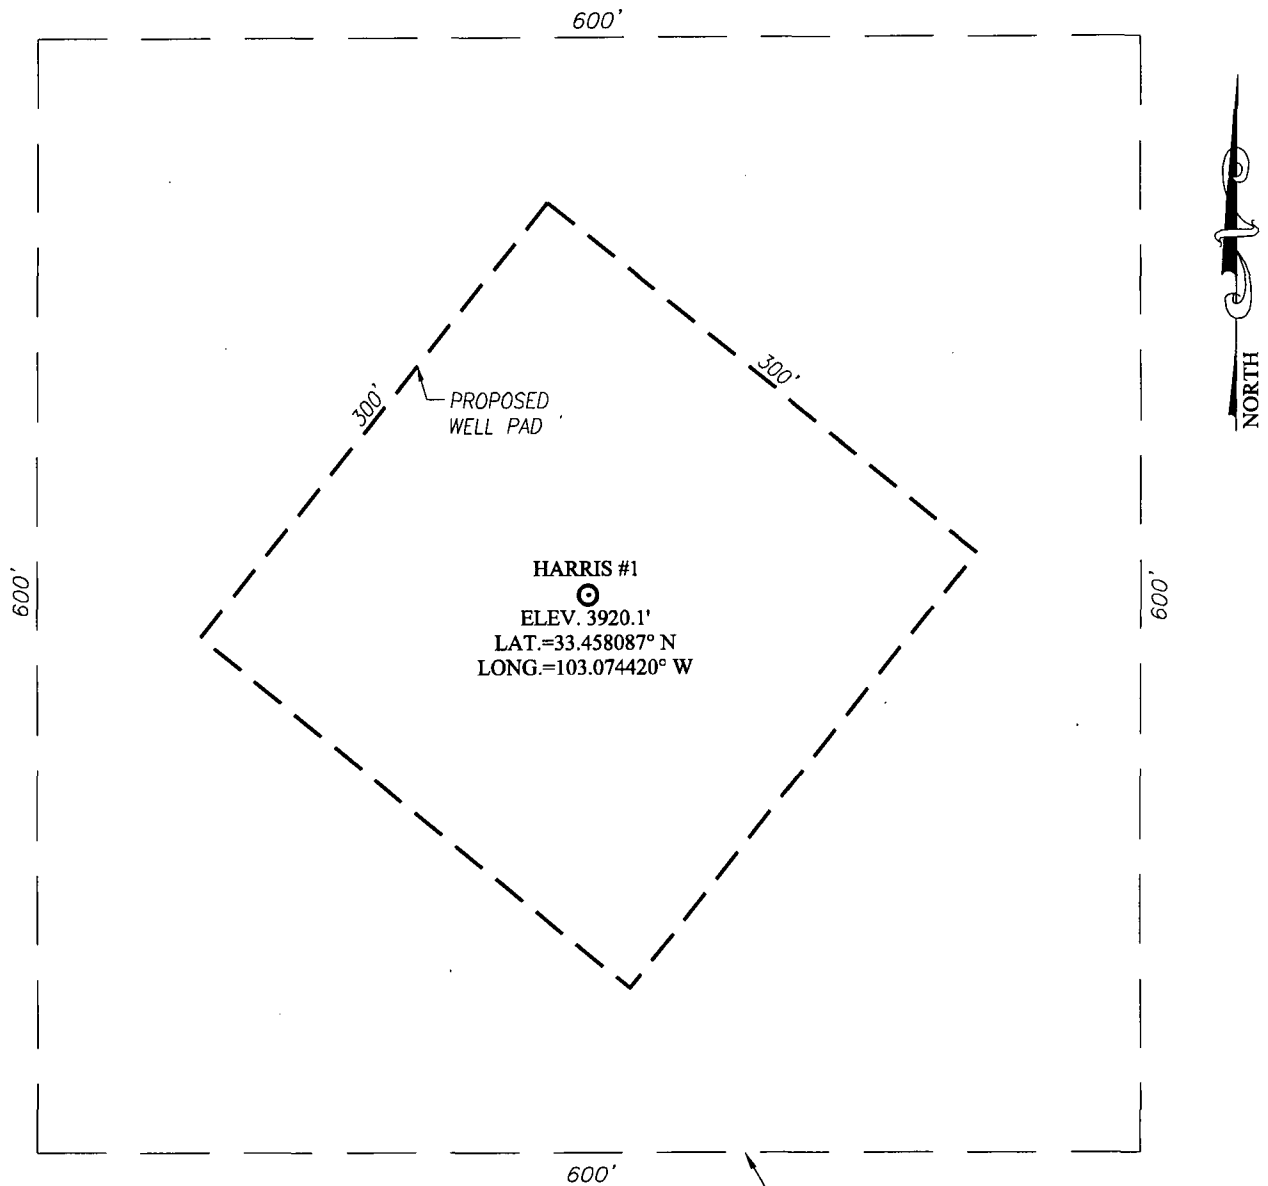 600'
300'
300'
PROPOSED
WELL PAD
HARRIS #1
ELEV. 3920.1'
LAT.=33.458087° N
LONG.=103.074420° W
600'
600'
NORTH
600'